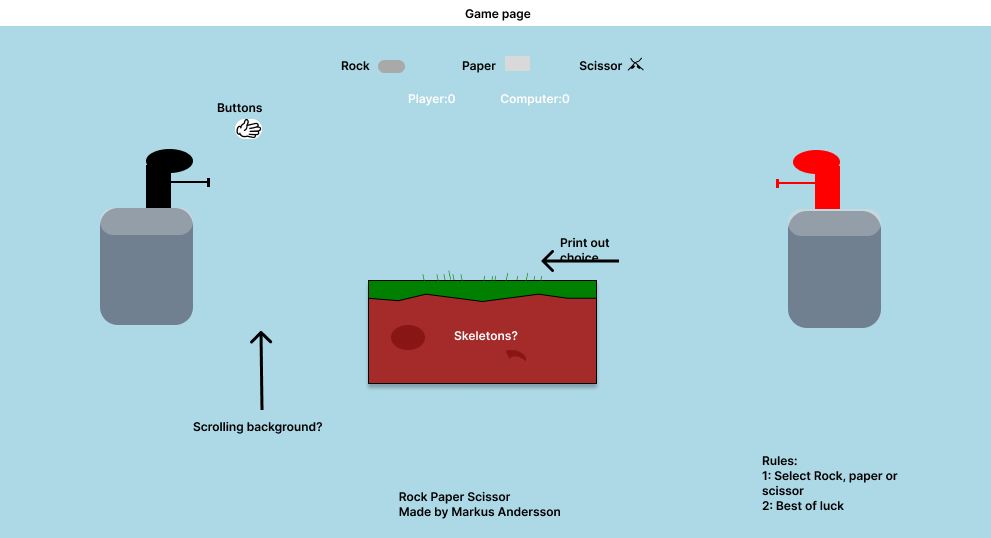 Game page
Rock
Paper
Scissor
Player:0
Computer:0
Buttons
Print out
choice
Skeletons?
Scrolling background?
Rules:
1: Select Rock, paper or
scissor
2: Best of luck
Rock Paper Scissor
Made by Markus Andersson